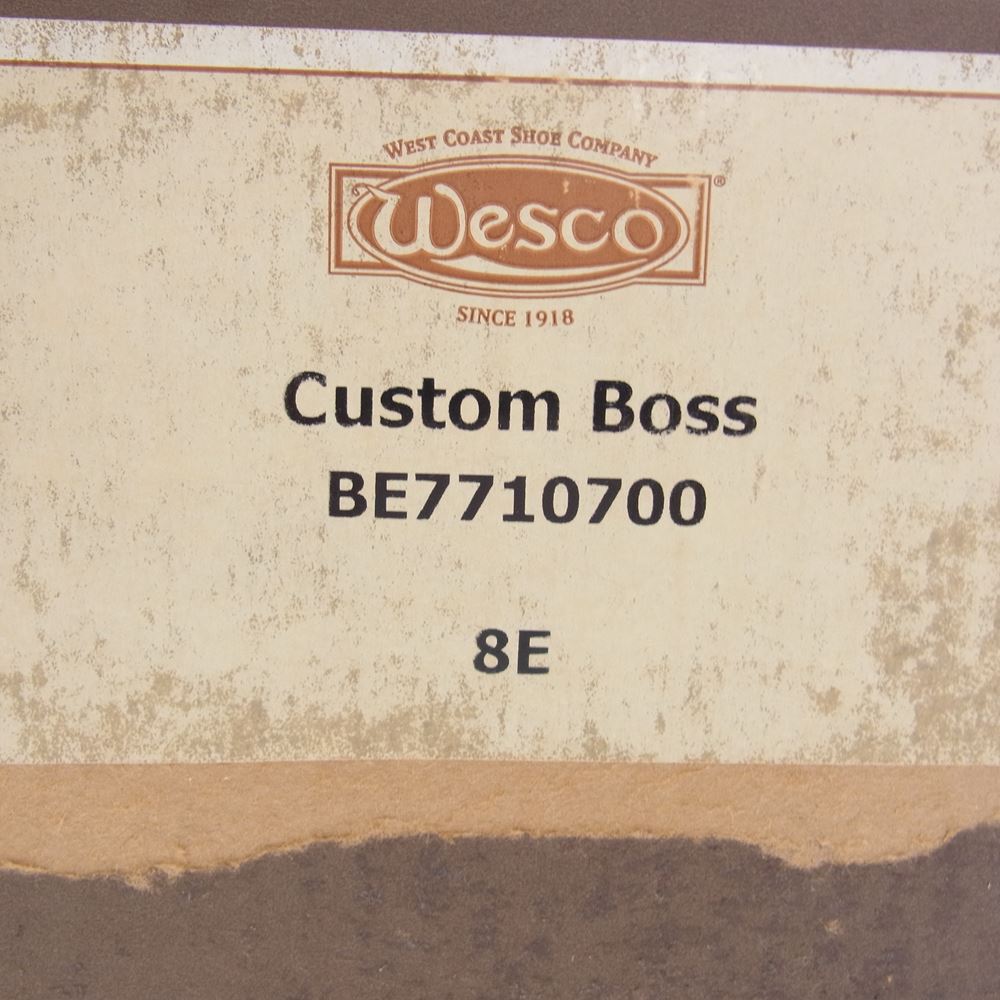 West Coast Shoe Company
Wesco®
Since 1918
Custom Boss
BE7710700
8E